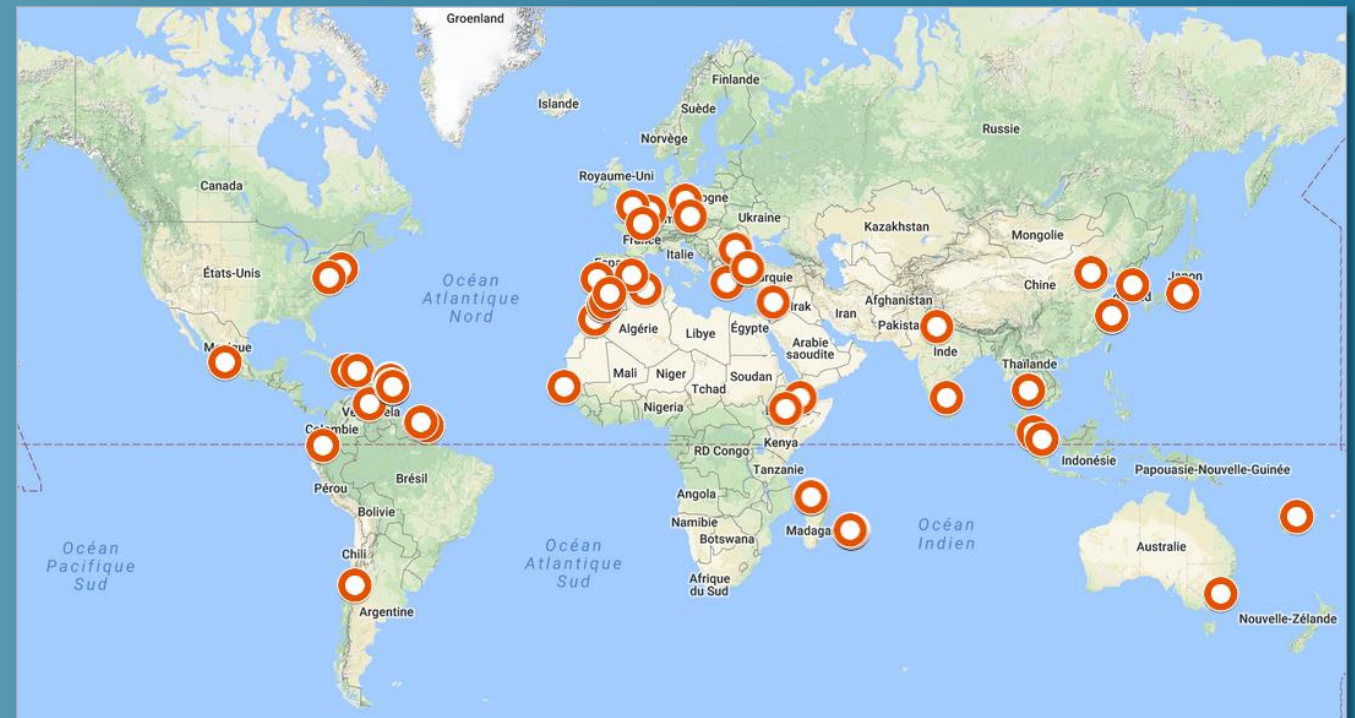 Groenland
Islande
Finlande
Suède
Norvège
Russie
Royaume-Uni
Canada
Ukraine
Kazakhstan
Mongolie
France
Italie
États-Unis
Océan
Atlantique
Nord
Chine
Japon
Afghanistan
Irak
Iran
Algérie
Libye
Égypte
Arabie
saoudite
Inde
Thaïlande
Mali
Niger
Tchad
Soudan
Nigeria
Colombie
Kenya
RD Congo
Tanzanie
Indonésie
Papouasie-Nouvelle-Guinée
Pérou
Brésil
Bolivie
Angola
Namibie
Botswana
Océan
Indien
Océan
Pacifique
Sud
Océan
Atlantique
Sud
Chili
Australie
Afrique
du Sud
Argentine
Nouvelle-Zélande